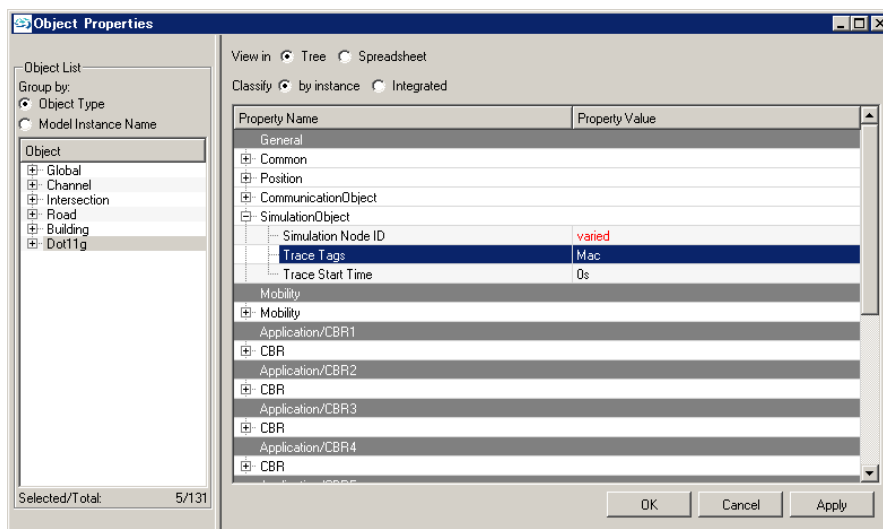 Object Properties
Object List
Group by:
Object Type
Model Instance Name
Object
Global
Channel
Intersection
Road
Building
Dot11g
Selected/Total: 5/131
View in Tree Spreadsheet
Classify by instance Integrated
Property Name Property Value
General
Common
Position
CommunicationObject
SimulationObject
Simulation Node ID varied
Trace Tags Mac
Trace Start Time 0s
Mobility
Mobility
Application/CBR1
CBR
Application/CBR2
CBR
Application/CBR3
CBR
Application/CBR4
CBR
OK Cancel Apply